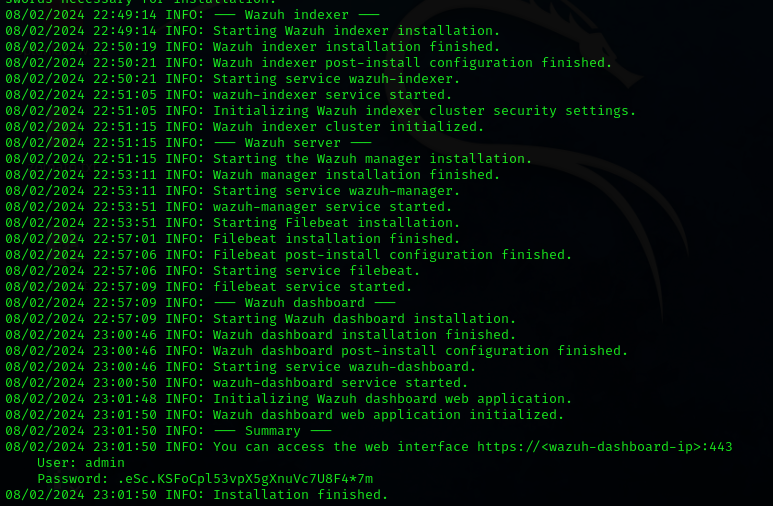 swords necessary for installation.
08/02/2024 22:49:14 INFO: --- Wazuh indexer ---
08/02/2024 22:49:14 INFO: Starting Wazuh indexer installation.
08/02/2024 22:50:19 INFO: Wazuh indexer installation finished.
08/02/2024 22:50:21 INFO: Wazuh indexer post-install configuration finished.
08/02/2024 22:50:21 INFO: Starting service wazuh-indexer.
08/02/2024 22:51:05 INFO: wazuh-indexer service started.
08/02/2024 22:51:05 INFO: Initializing Wazuh indexer cluster security settings.
08/02/2024 22:51:15 INFO: Wazuh indexer cluster initialized.
08/02/2024 22:51:15 INFO: --- Wazuh server ---
08/02/2024 22:51:15 INFO: Starting the Wazuh manager installation.
08/02/2024 22:53:11 INFO: Wazuh manager installation finished.
08/02/2024 22:53:11 INFO: Starting service wazuh-manager.
08/02/2024 22:53:51 INFO: wazuh-manager service started.
08/02/2024 22:53:51 INFO: Starting Filebeat installation.
08/02/2024 22:57:01 INFO: Filebeat installation finished.
08/02/2024 22:57:06 INFO: Filebeat post-install configuration finished.
08/02/2024 22:57:06 INFO: Starting service filebeat.
08/02/2024 22:57:09 INFO: filebeat service started.
08/02/2024 22:57:09 INFO: --- Wazuh dashboard ---
08/02/2024 22:57:09 INFO: Starting Wazuh dashboard installation.
08/02/2024 23:00:46 INFO: Wazuh dashboard installation finished.
08/02/2024 23:00:46 INFO: Wazuh dashboard post-install configuration finished.
08/02/2024 23:00:46 INFO: Starting service wazuh-dashboard.
08/02/2024 23:00:50 INFO: wazuh-dashboard service started.
08/02/2024 23:01:48 INFO: Initializing Wazuh dashboard web application.
08/02/2024 23:01:50 INFO: Wazuh dashboard web application initialized.
08/02/2024 23:01:50 INFO: --- Summary ---
08/02/2024 23:01:50 INFO: You can access the web interface https://<wazuh-dashboard-ip>:443
User: admin
Password: .eSc.KSFoCpl53vpX5gXnuVc7U8F4*7m
08/02/2024 23:01:50 INFO: Installation finished.